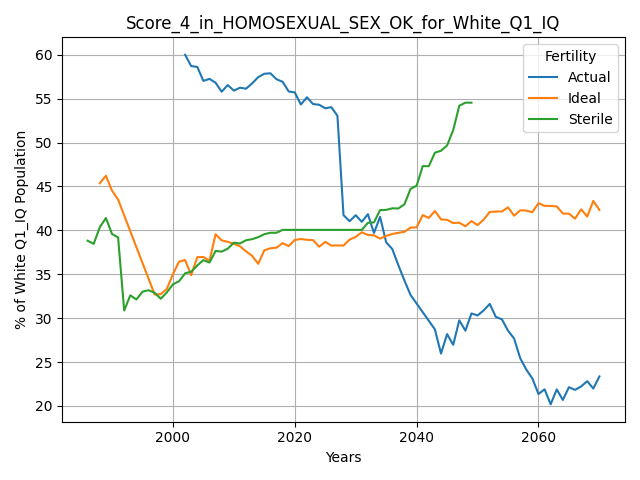 Score_4_in_HOMOSEXUAL_SEX_OK_for_White_Q1_IQ
Fertility
Actual
Ideal
Sterile
% of White Q1_IQ Population
60
55
50
45
40
35
30
25
20
2000
2020
2040
2060
Years